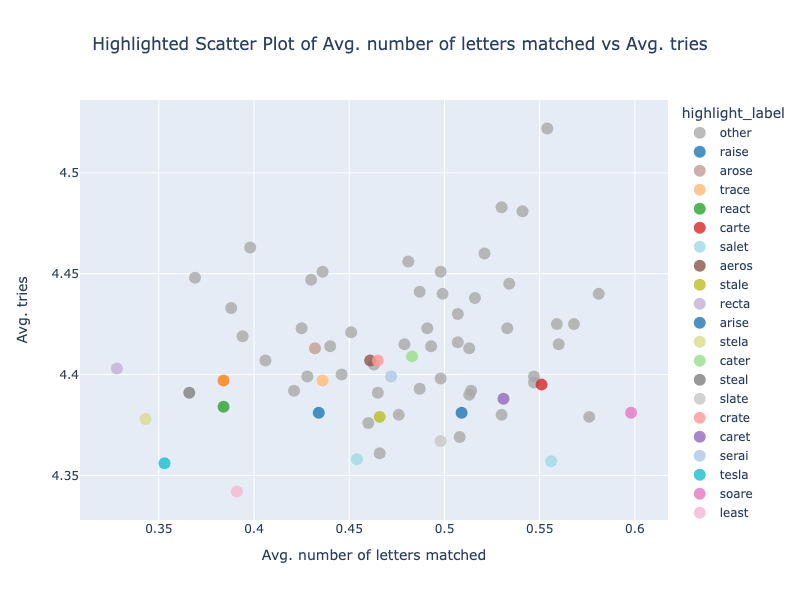 Highlighted Scatter Plot of Avg. number of letters matched vs Avg. tries
highlight_label
other
raise
arose
trace
react
carte
salet
aeros
stale
recta
arise
stela
cater
steal
slate
crate
caret
serai
tesla
soare
least
4.5
4.45
4.4
4.35
Avg. tries
0.35 0.4 0.45 0.5 0.55 0.6
Avg. number of letters matched